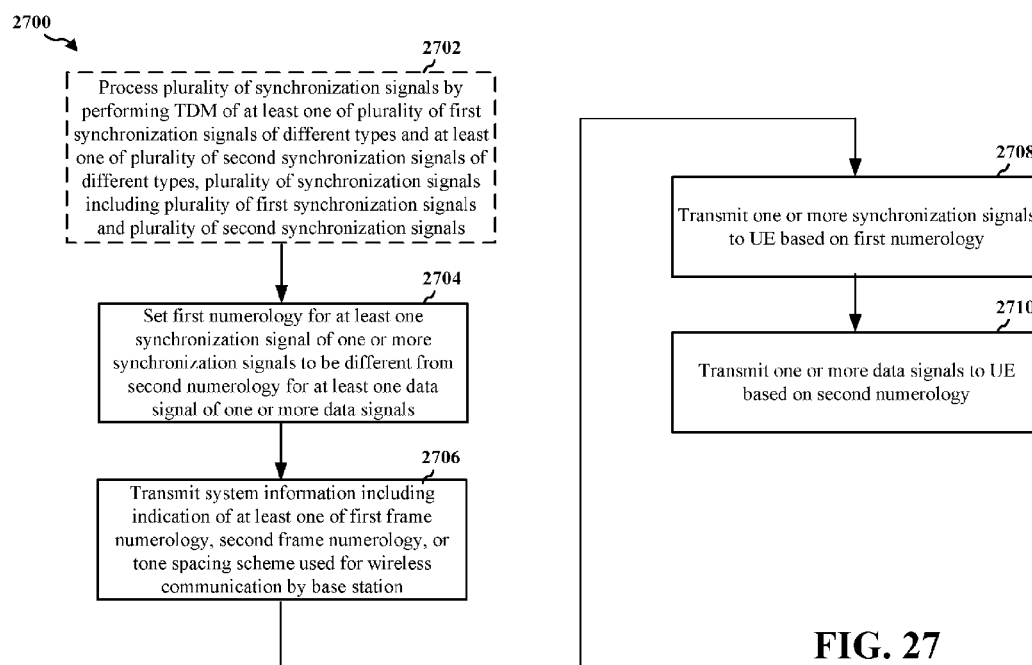 2700
2702
Process plurality of synchronization signals by
performing TDM of at least one of plurality of first
synchronization signals of different types and at least
one of plurality of second synchronization signals of
different types, plurality of synchronization signals
including plurality of first synchronization signals
and plurality of second synchronization signals
2704
Set first numerology for at least one
synchronization signal of one or more
synchronization signals to be different from
second numerology for at least one data
signal of one or more data signals
2706
Transmit system information including
indication of at least one of first frame
numerology, second frame numerology, or
tone spacing scheme used for wireless
communication by base station
2708
Transmit one or more synchronization signals
to UE based on first numerology
2710
Transmit one or more data signals to UE
based on second numerology
FIG. 27